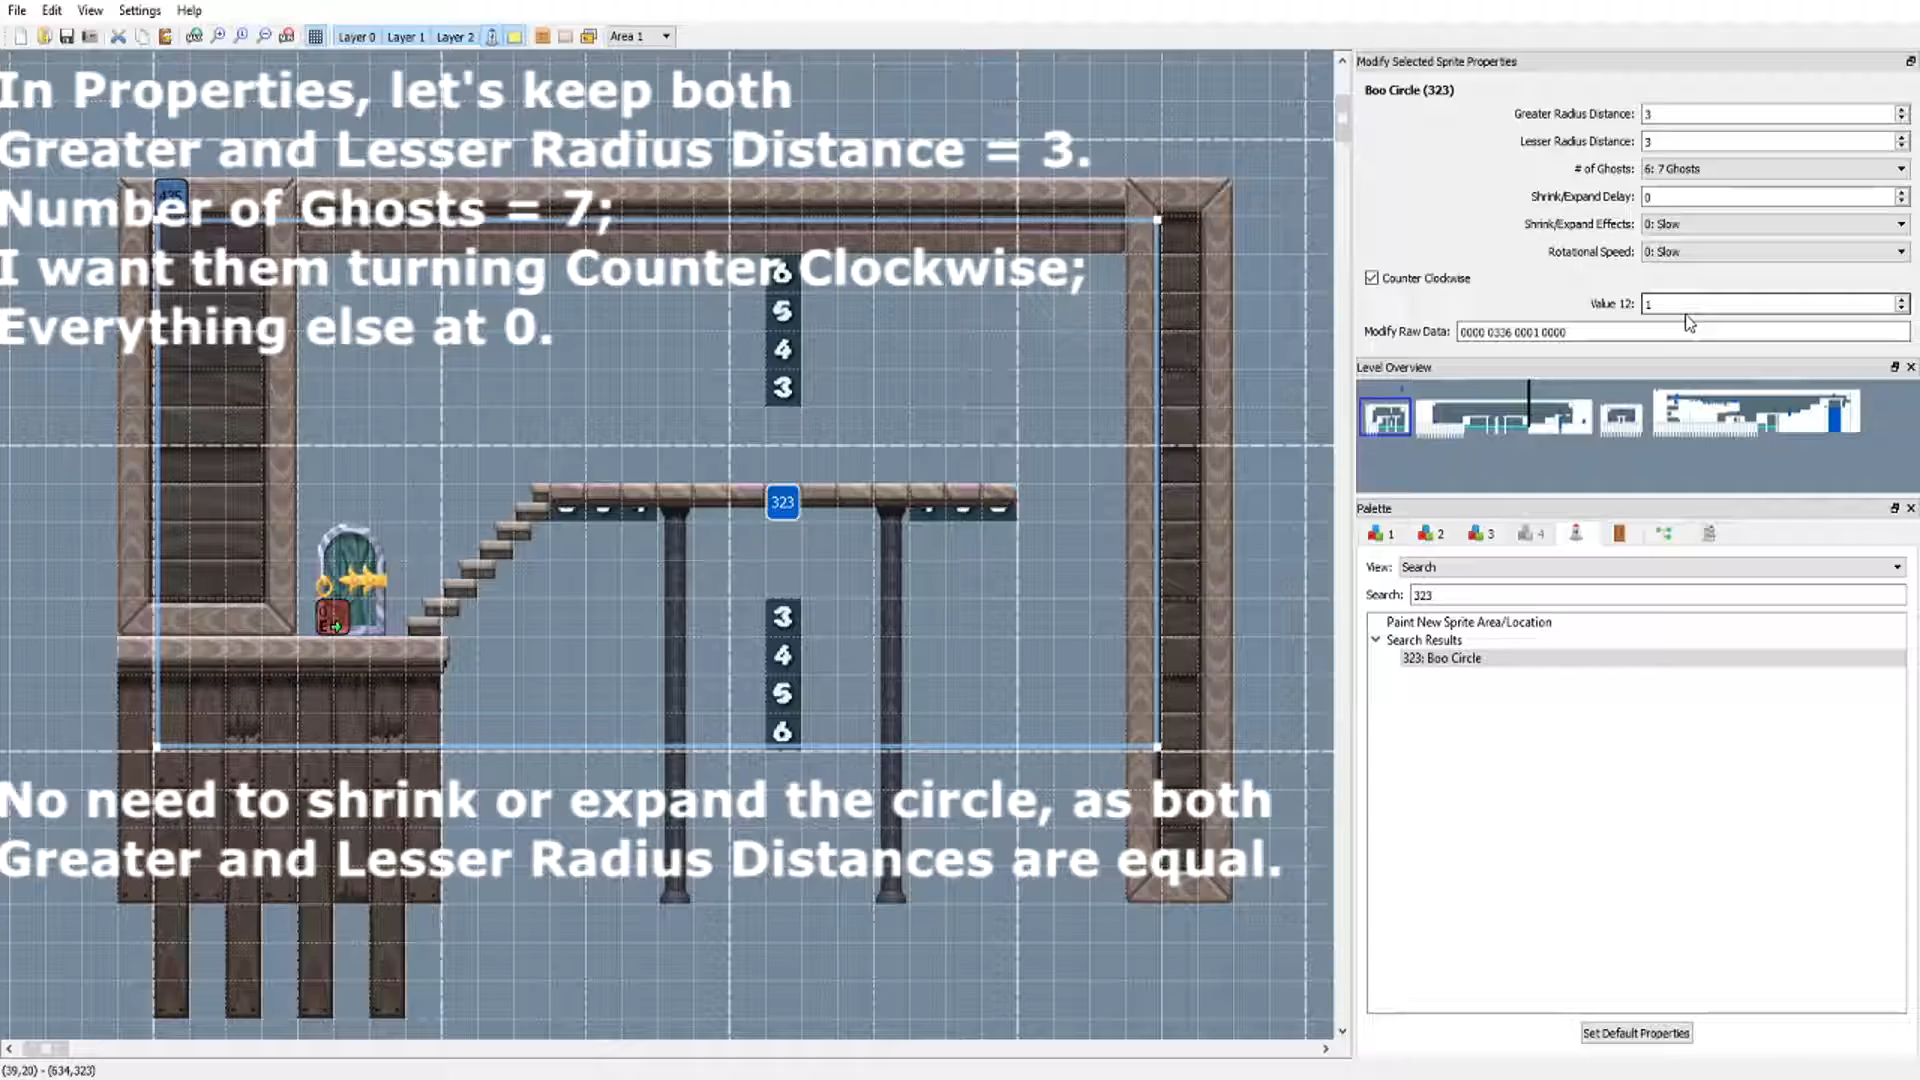 File Edit View Settings Help
Layer 0 Layer 1 Layer 2 Area 1
In Properties, let's keep both
Greater and Lesser Radius Distance = 3.
Number of Ghosts = 7;
I want them turning Counter Clockwise;
Everything else at 0.
6
5
4
3
323
3
4
5
6
No need to shrink or expand the circle, as both
Greater and Lesser Radius Distances are equal.
(39,20) - (634,323)
Modify Selected Sprite Properties
Boo Circle (323)
Greater Radius Distance: 3
Lesser Radius Distance: 3
# of Ghosts: 6: 7 Ghosts
Shrink/Expand Delay: 0
Shrink/Expand Effects: 0: Slow
Rotational Speed: 0: Slow
Counter Clockwise
Value 12: 1
Modify Raw Data: 0000 0336 0001 0000
Level Overview
Palette
1 2 3 4
View: Search
Search: 323
Paint New Sprite Area/Location
Search Results
323: Boo Circle
Set Default Properties